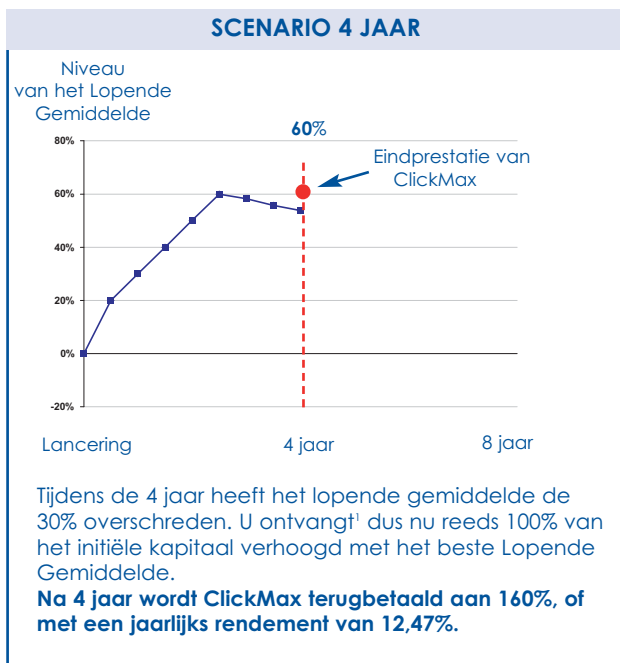 SCENARIO 4 JAAR
Niveau
van het Lopende
Gemiddelde
80%
60%
60%
Eindprestatie van
ClickMax
40%
20%
0%
-20%
Lancering
4 jaar
8 jaar
Tijdens de 4 jaar heeft het lopende gemiddelde de
30% overschreden. U ontvangt¹ dus nu reeds 100% van
het initiële kapitaal verhoogd met het beste Lopende
Gemiddelde.
Na 4 jaar wordt ClickMax terugbetaald aan 160%, of
met een jaarlijks rendement van 12,47%.